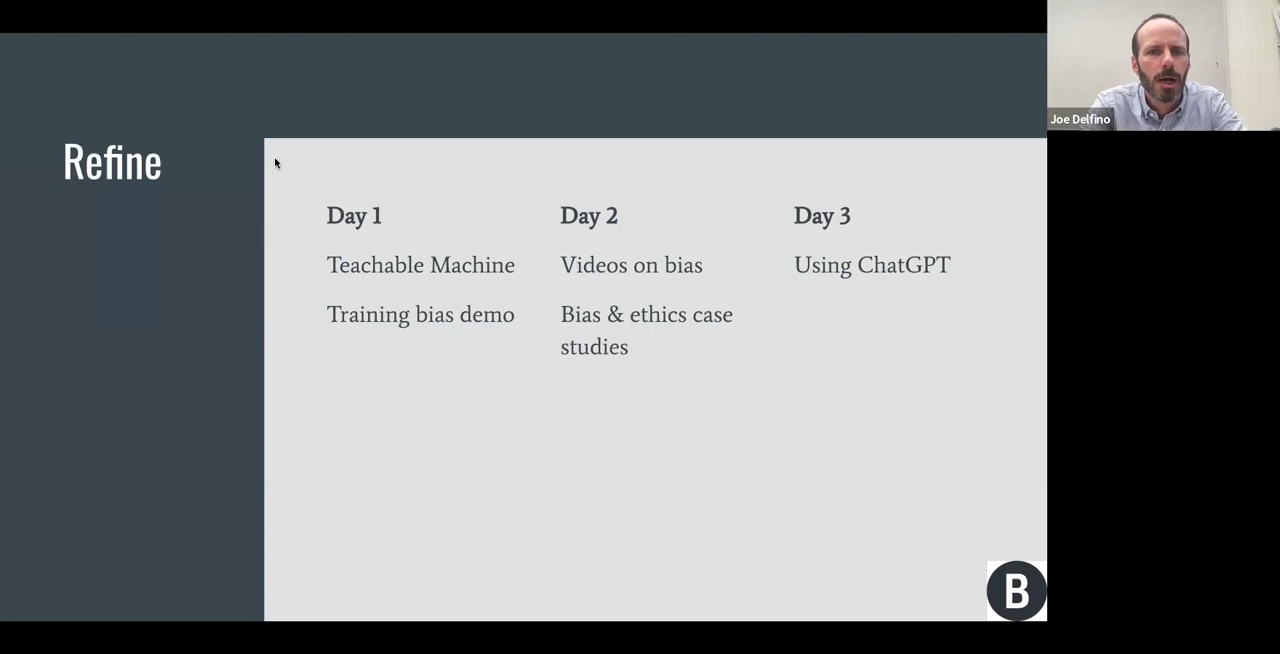 Joe Delfino
Refine
Day 1
Teachable Machine
Training bias demo
Day 2
Videos on bias
Bias & ethics case
studies
Day 3
Using ChatGPT
B